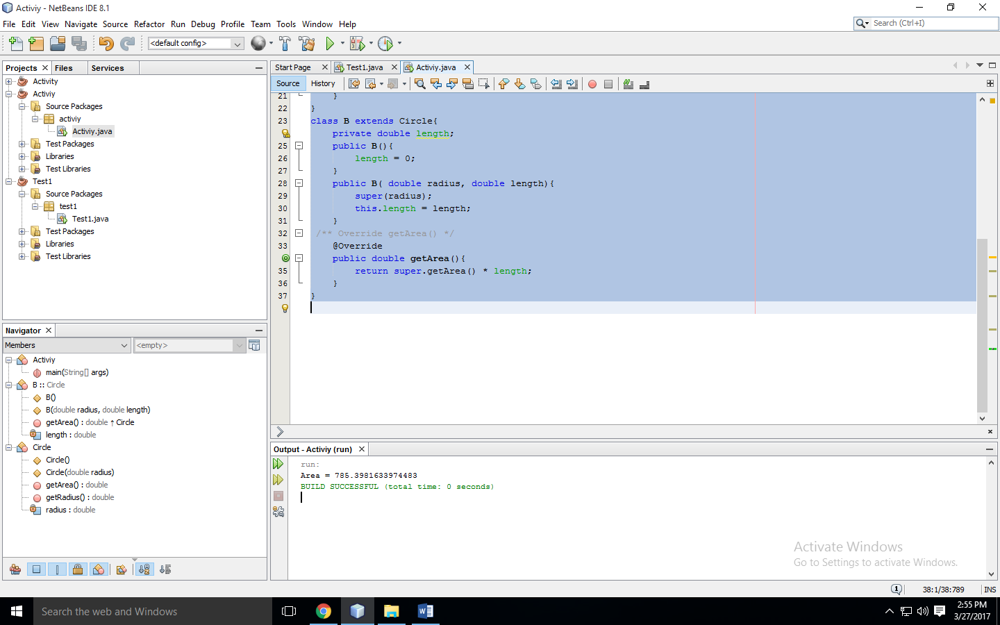 Activiy - NetBeans IDE 8.1
File Edit View Navigate Source Refactor Run Debug Profile Team Tools Window Help
Search (Ctrl+I)
<default config>
Projects Files Services
Activity
Activiy
Source Packages
activiy
Activiy.java
Test Packages
Libraries
Test Libraries
Test1
Source Packages
test1
Test1.java
Test Packages
Libraries
Test Libraries
Navigator
Members <empty>
Activiy
main(String[] args)
B :: Circle
B()
B(double radius, double length)
getArea() : double ↑ Circle
length : double
Circle
Circle()
Circle(double radius)
getArea() : double
getRadius() : double
radius : double
Start Page Test1.java Activiy.java
Source History
21 }
22 }
23 class B extends Circle{
private double length;
25 public B(){
26 length = 0;
27 }
28 public B( double radius, double length){
29 super(radius);
30 this.length = length;
31 }
32 /** Override getArea() */
33 @Override
public double getArea(){
35 return super.getArea() * length;
36 }
37 }
Output - Activiy (run)
run:
Area = 785.3981633974483
BUILD SUCCESSFUL (total time: 0 seconds)
Activate Windows
Go to Settings to activate Windows.
1 38:1/38:789 INS
Search the web and Windows
2:55 PM
3/27/2017